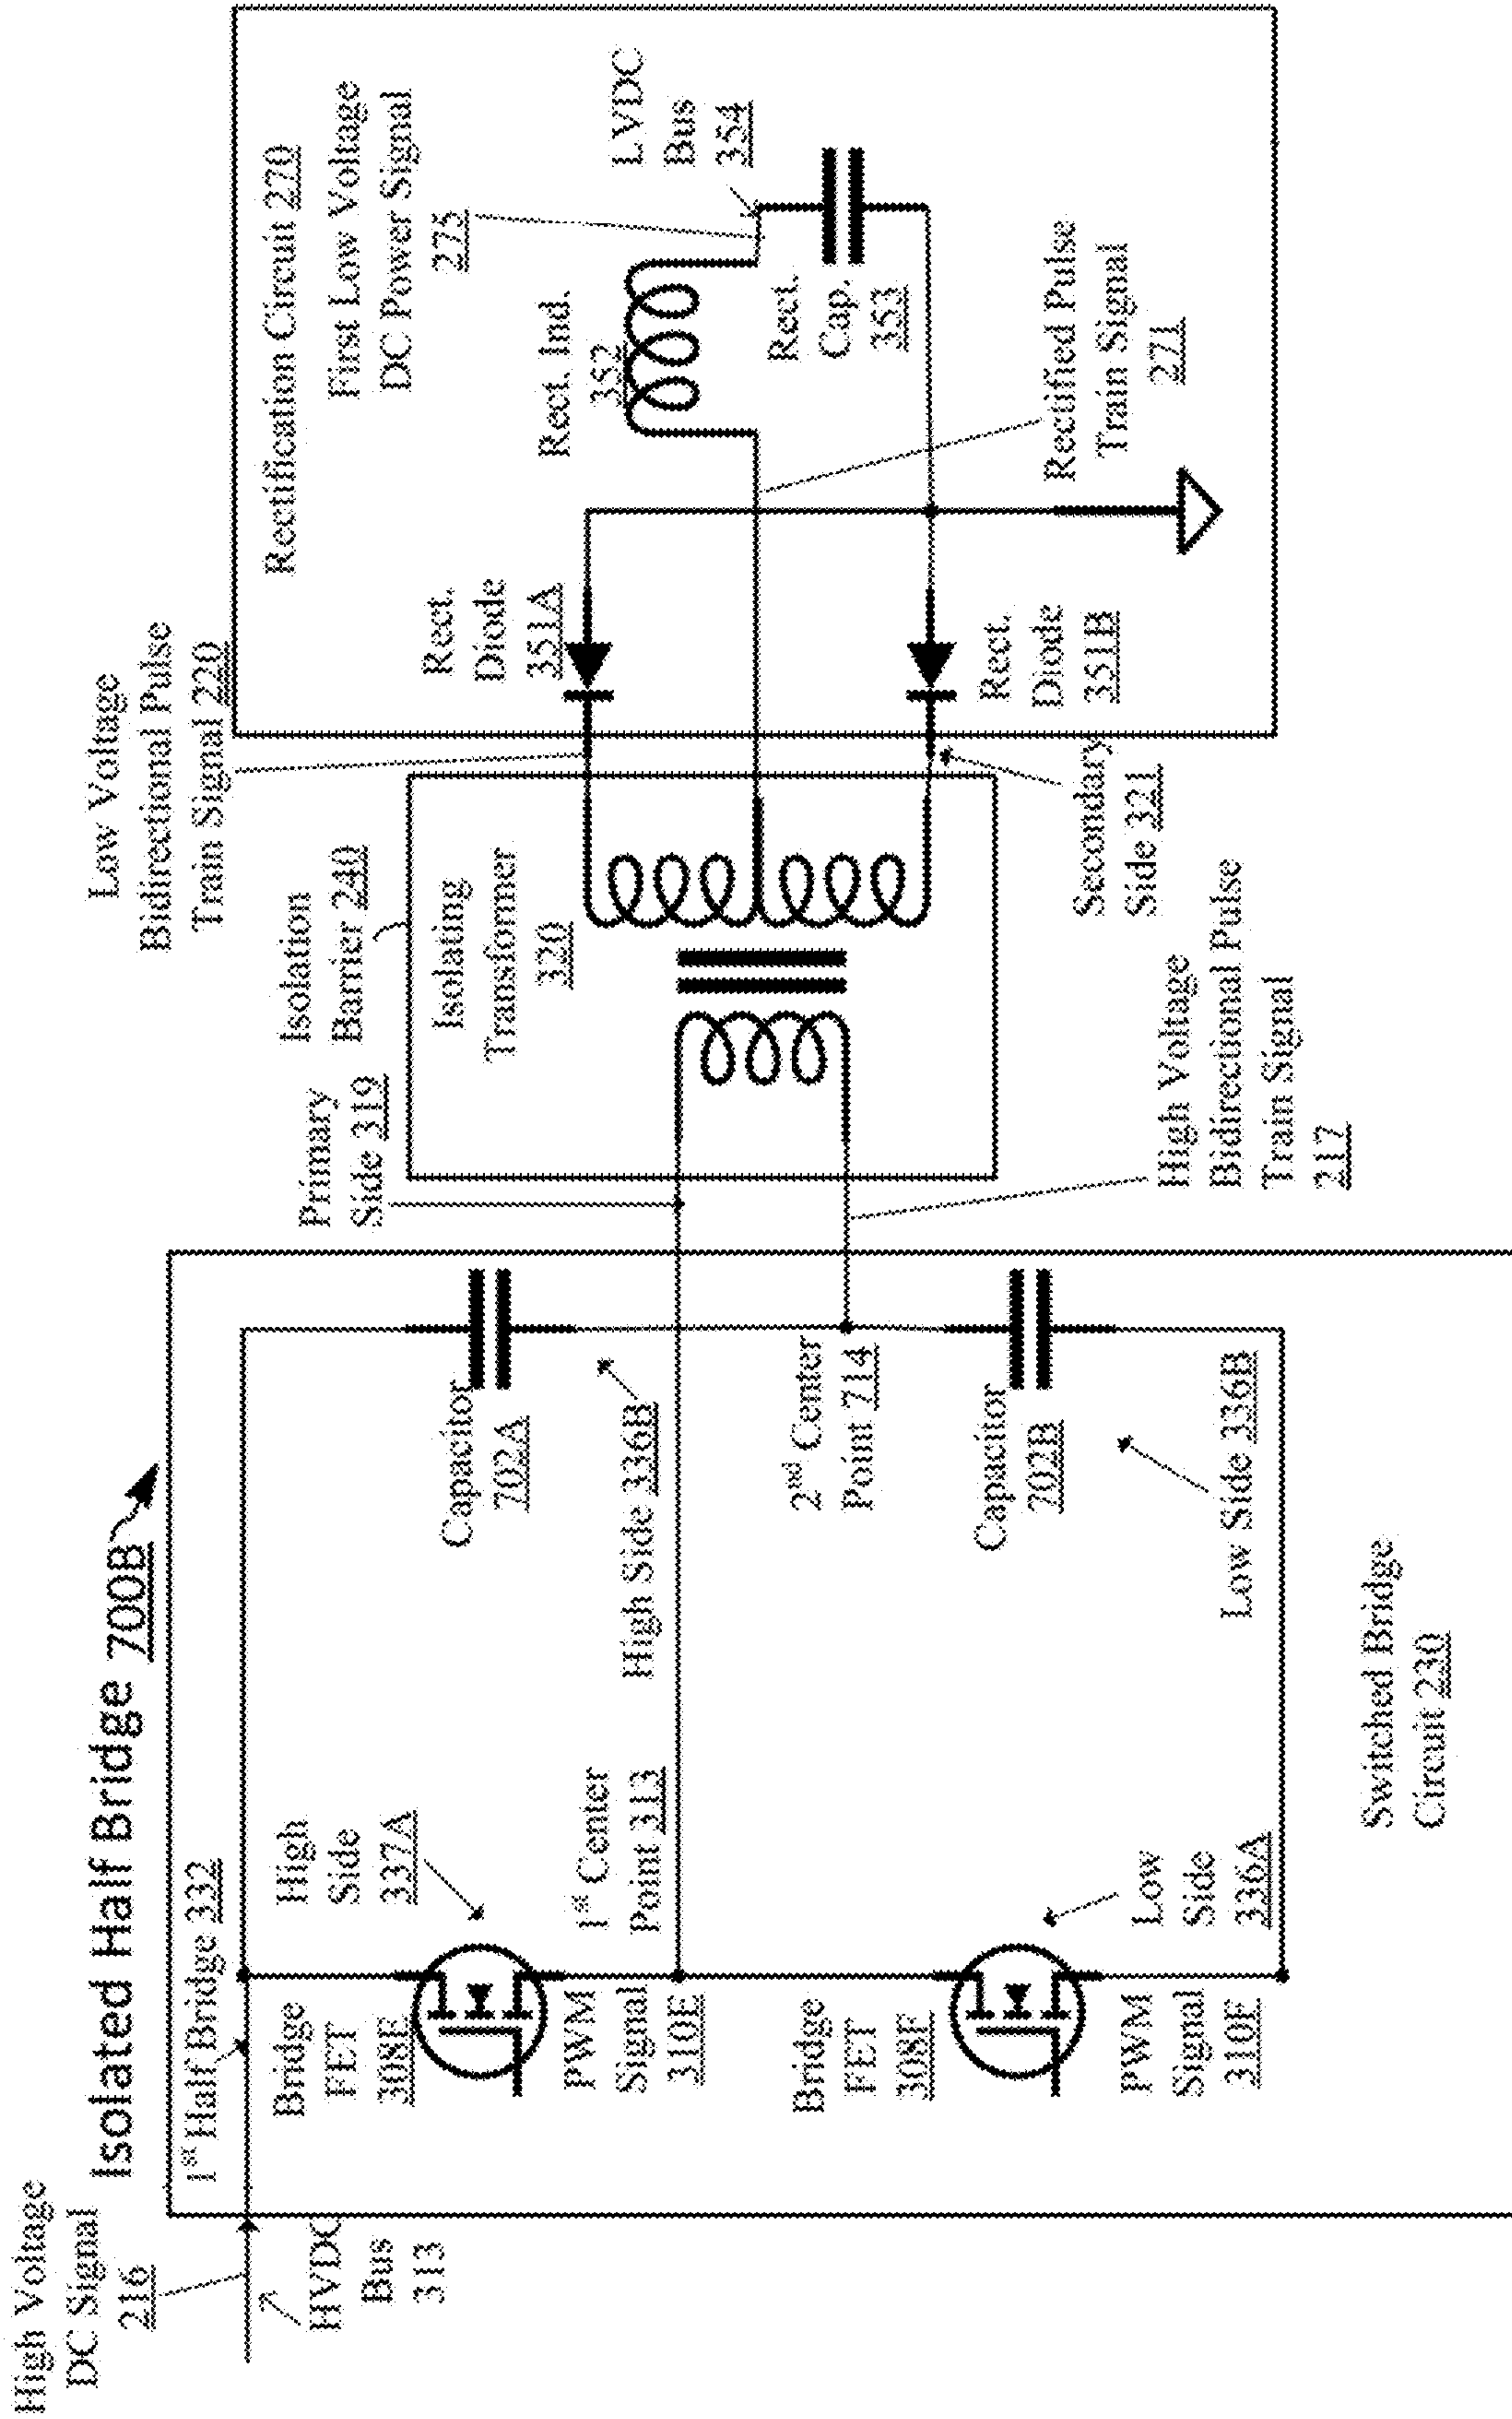 Isolated Half Bridge 700B
High Voltage
DC Signal
216
HVDC
Bus
313
1st Half Bridge 332
Bridge
FET
308E
High
Side
337A
PWM
Signal
310E
1st Center
Point 313
Bridge
FET
308F
Low
Side
336A
PWM
Signal
310F
Capacitor
702A
High Side 336B
2nd Center
Point 714
Capacitor
702B
Low Side 336B
Switched Bridge
Circuit 230
Primary
Side 319
Isolation
Barrier 240
Isolating
Transformer
320
High Voltage
Bidirectional Pulse
Train Signal
217
Low Voltage
Bidirectional Pulse
Train Signal 220
Secondary
Side 321
Rectification Circuit 270
First Low Voltage
DC Power Signal
275
Rect.
Diode
351A
Rect. Ind.
352
LVDC
Bus
354
Rect.
Cap.
353
Rect.
Diode
351B
Rectified Pulse
Train Signal
271